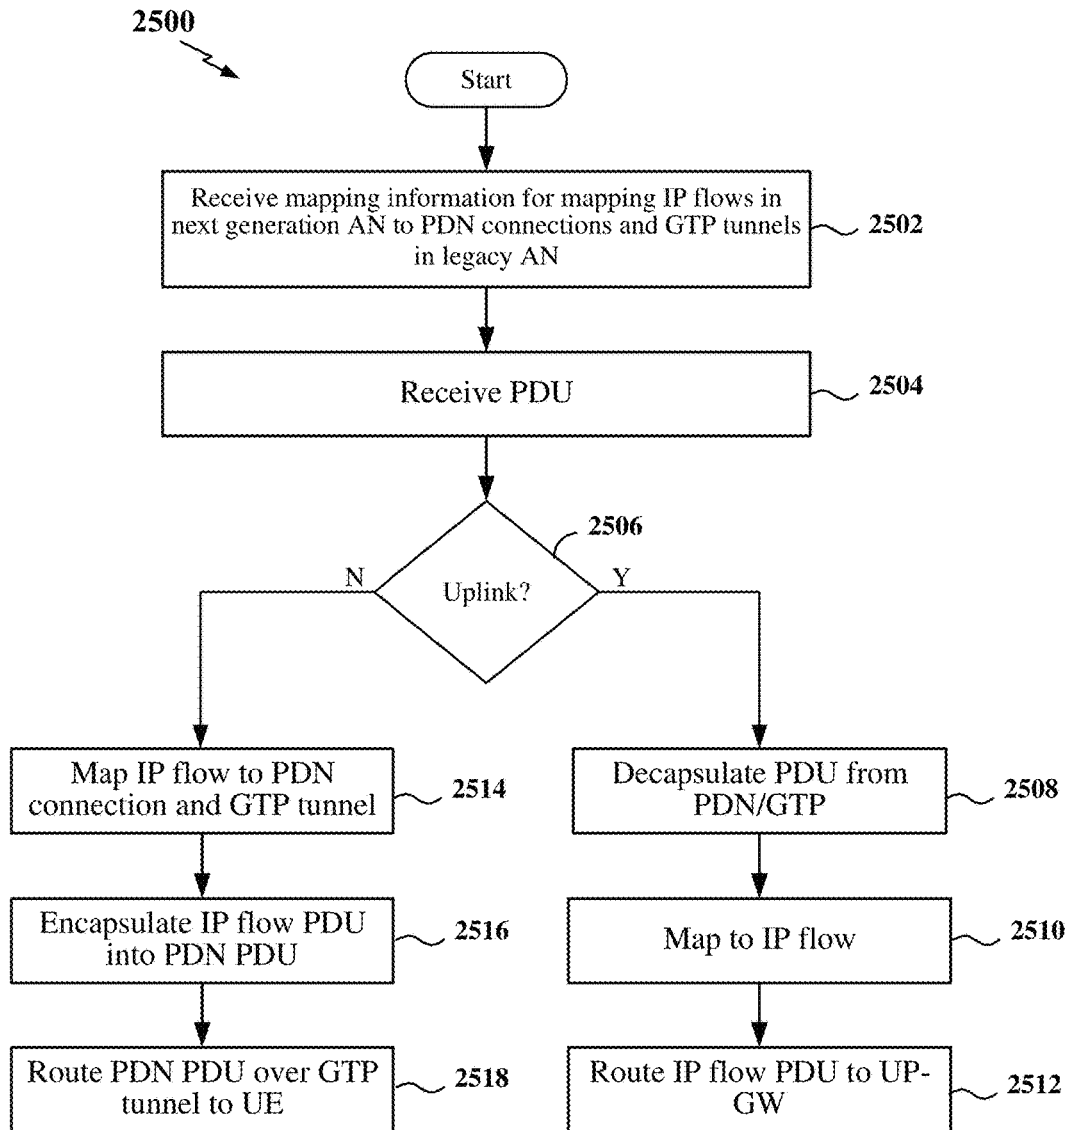 2500
Start
Receive mapping information for mapping IP flows in
next generation AN to PDN connections and GTP tunnels
in legacy AN
2502
Receive PDU
2504
2506
N
Uplink?
Y
Map IP flow to PDN
connection and GTP tunnel
2514
Decapsulate PDU from
PDN/GTP
2508
Encapsulate IP flow PDU
into PDN PDU
2516
Map to IP flow
2510
Route PDN PDU over GTP
tunnel to UE
2518
Route IP flow PDU to UP-
GW
2512